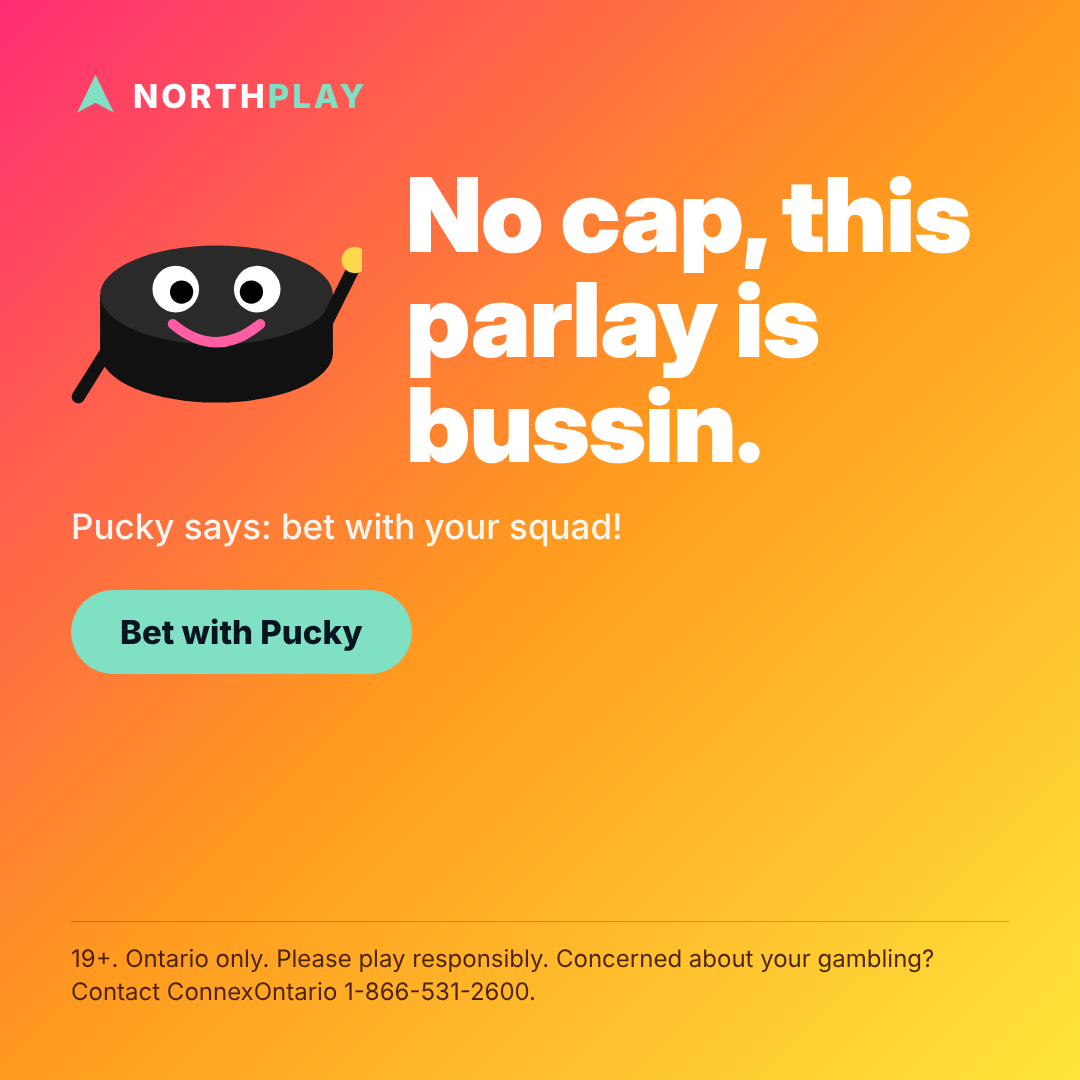 NORTHPLAY
No cap, this
parlay is
bussin.
Pucky says: bet with your squad!
Bet with Pucky
19+. Ontario only. Please play responsibly. Concerned about your gambling?
Contact ConnexOntario 1-866-531-2600.